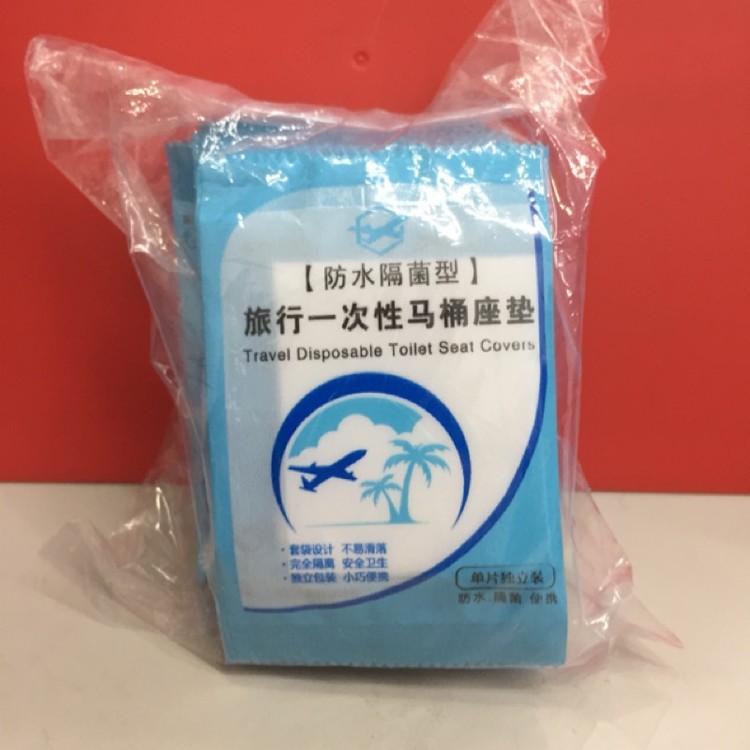 【防水隔菌型】
旅行一次性马桶座垫
Travel Disposable Toilet Seat Covers
· 套袋设计 不易滑落
· 完全隔离 安全卫生
· 独立包装 小巧便携
单片独立装
防水 隔菌 便携